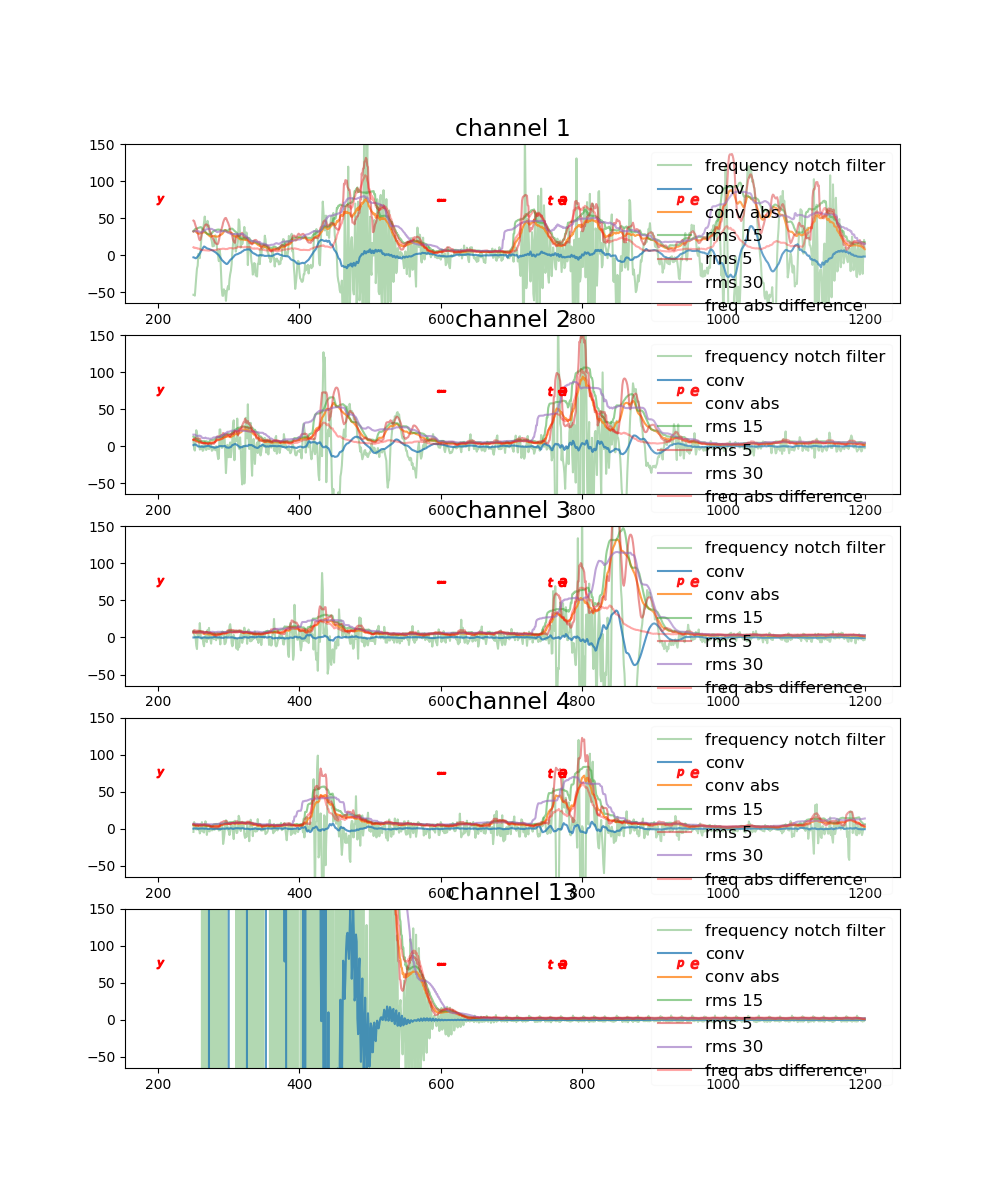 channel 1
150
100
50
0
−50
y
–
t a
p e
frequency notch filter
conv
conv abs
rms 15
rms 5
rms 30
freq abs difference
200 400 600 800 1000 1200
channel 2
150
100
50
0
−50
y
–
t a
p e
frequency notch filter
conv
conv abs
rms 15
rms 5
rms 30
freq abs difference
200 400 600 800 1000 1200
channel 3
150
100
50
0
−50
y
–
t a
p e
frequency notch filter
conv
conv abs
rms 15
rms 5
rms 30
freq abs difference
200 400 600 800 1000 1200
channel 4
150
100
50
0
−50
y
–
t a
p e
frequency notch filter
conv
conv abs
rms 15
rms 5
rms 30
freq abs difference
200 400 600 800 1000 1200
channel 13
150
100
50
0
−50
y
–
t a
p e
frequency notch filter
conv
conv abs
rms 15
rms 5
rms 30
freq abs difference
200 400 600 800 1000 1200